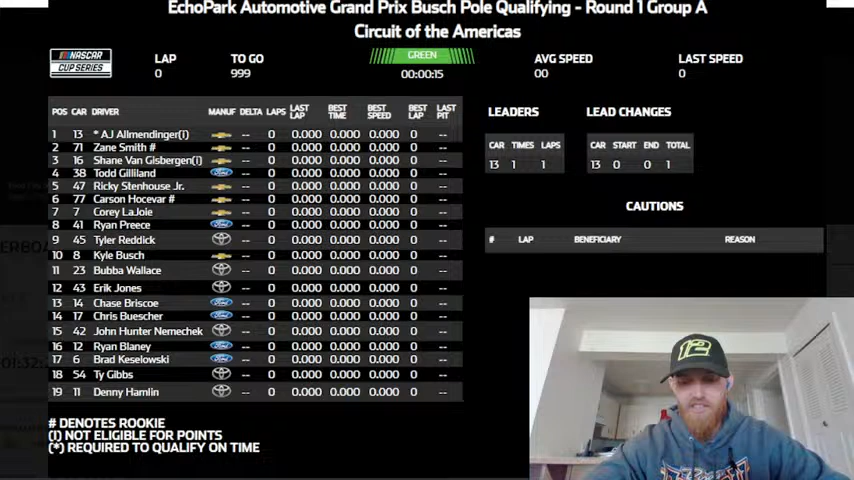 EchoPark Automotive Grand Prix Busch Pole Qualifying - Round 1 Group A
Circuit of the Americas
NASCAR
CUP SERIES
LAP TO GO GREEN AVG SPEED LAST SPEED
0 999 00:00:15 00 0
POS CAR DRIVER MANUF DELTA LAPS LAST LAP BEST TIME BEST SPEED BEST LAP LAST PIT
1 13 * AJ Allmendinger(i) -- 0 0.000 0.000 0.000 0 --
2 71 Zane Smith # -- 0 0.000 0.000 0.000 0 --
3 16 Shane Van Gisbergen(i) -- 0 0.000 0.000 0.000 0 --
4 38 Todd Gilliland Ford -- 0 0.000 0.000 0.000 0 --
5 47 Ricky Stenhouse Jr. -- 0 0.000 0.000 0.000 0 --
6 77 Carson Hocevar # -- 0 0.000 0.000 0.000 0 --
7 7 Corey LaJoie -- 0 0.000 0.000 0.000 0 --
8 41 Ryan Preece Ford -- 0 0.000 0.000 0.000 0 --
9 45 Tyler Reddick -- 0 0.000 0.000 0.000 0 --
10 8 Kyle Busch -- 0 0.000 0.000 0.000 0 --
11 23 Bubba Wallace -- 0 0.000 0.000 0.000 0 --
12 43 Erik Jones -- 0 0.000 0.000 0.000 0 --
13 14 Chase Briscoe Ford -- 0 0.000 0.000 0.000 0 --
14 17 Chris Buescher Ford -- 0 0.000 0.000 0.000 0 --
15 42 John Hunter Nemechek -- 0 0.000 0.000 0.000 0 --
16 12 Ryan Blaney Ford -- 0 0.000 0.000 0.000 0 --
17 6 Brad Keselowski Ford -- 0 0.000 0.000 0.000 0 --
18 54 Ty Gibbs -- 0 0.000 0.000 0.000 0 --
19 11 Denny Hamlin -- 0 0.000 0.000 0.000 0 --
# DENOTES ROOKIE
(i) NOT ELIGIBLE FOR POINTS
(*) REQUIRED TO QUALIFY ON TIME
LEADERS
CAR TIMES LAPS
13 1 1
LEAD CHANGES
CAR START END TOTAL
13 0 0 1
CAUTIONS
# LAP BENEFICIARY REASON
12